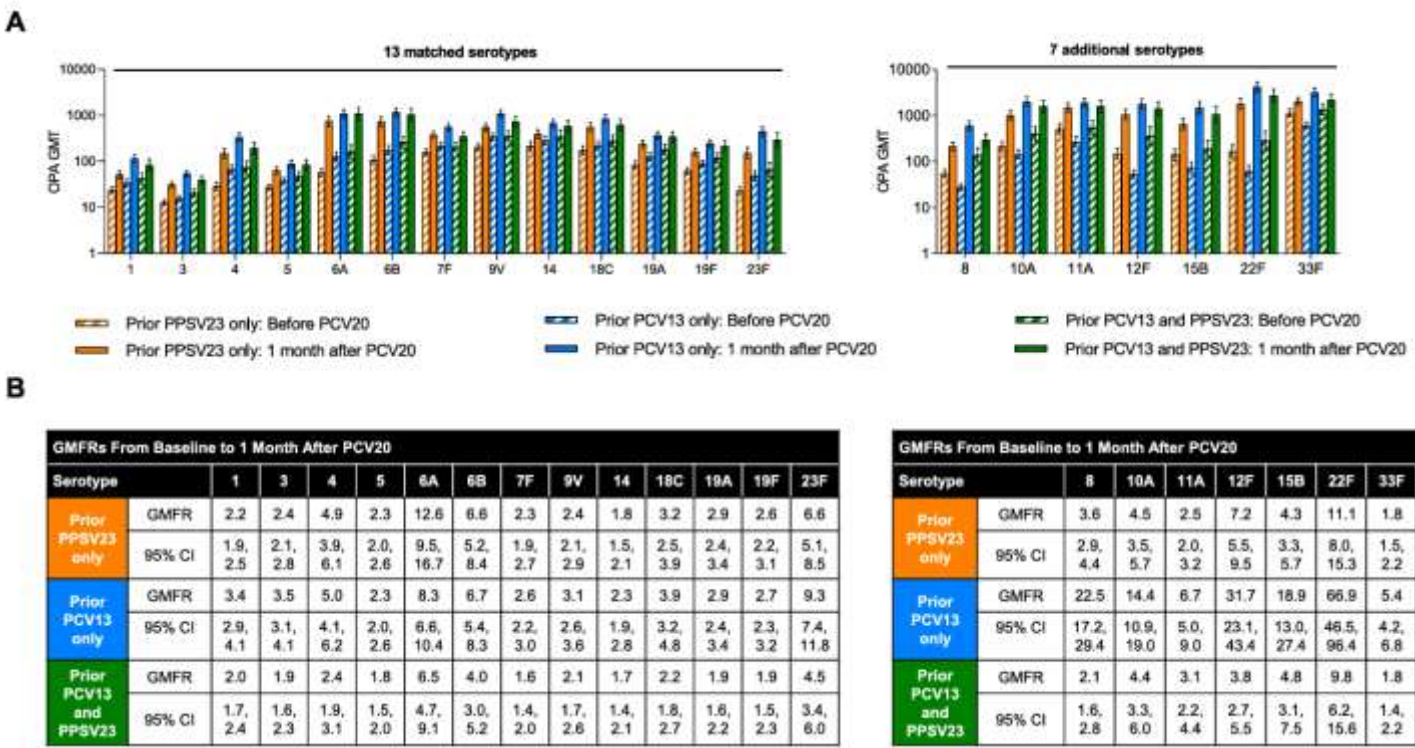 A
13 matched serotypes
7 additional serotypes
OPA GMT
10000
1000
100
10
1
1 3 4 5 6A 6B 7F 9V 14 18C 19A 19F 23F
OPA GMT
10000
1000
100
10
1
8 10A 11A 12F 15B 22F 33F
Prior PPSV23 only: Before PCV20
Prior PCV13 only: Before PCV20
Prior PCV13 and PPSV23: Before PCV20
Prior PPSV23 only: 1 month after PCV20
Prior PCV13 only: 1 month after PCV20
Prior PCV13 and PPSV23: 1 month after PCV20
B
GMFRs From Baseline to 1 Month After PCV20
Serotype 1 3 4 5 6A 6B 7F 9V 14 18C 19A 19F 23F
Prior PPSV23 only
GMFR 2.2 2.4 4.9 2.3 12.6 6.6 2.3 2.4 1.8 3.2 2.9 2.6 6.6
95% CI 1.9, 2.1, 3.9, 2.0, 9.5, 5.2, 1.9, 2.1, 1.5, 2.5, 2.4, 2.2, 5.1,
2.5 2.8 6.1 2.6 16.7 8.4 2.7 2.9 2.1 3.9 3.4 3.1 8.5
Prior PCV13 only
GMFR 3.4 3.5 5.0 2.3 8.3 6.7 2.6 3.1 2.3 3.9 2.9 2.7 9.3
95% CI 2.9, 3.1, 4.1, 2.0, 6.6, 5.4, 2.2, 2.6, 1.9, 3.2, 2.4, 2.3, 7.4,
4.1 4.1 6.2 2.6 10.4 8.3 3.0 3.6 2.8 4.8 3.4 3.2 11.8
Prior PCV13 and PPSV23
GMFR 2.0 1.9 2.4 1.8 6.5 4.0 1.6 2.1 1.7 2.2 1.9 1.9 4.5
95% CI 1.7, 1.6, 1.9, 1.5, 4.7, 3.0, 1.4, 1.7, 1.4, 1.8, 1.6, 1.5, 3.4,
2.4 2.3 3.1 2.0 9.1 5.2 2.0 2.6 2.1 2.7 2.2 2.3 6.0
GMFRs From Baseline to 1 Month After PCV20
Serotype 8 10A 11A 12F 15B 22F 33F
Prior PPSV23 only
GMFR 3.6 4.5 2.5 7.2 4.3 11.1 1.8
95% CI 2.9, 3.5, 2.0, 5.5, 3.3, 8.0, 1.5,
4.4 5.7 3.2 9.5 5.7 15.3 2.2
Prior PCV13 only
GMFR 22.5 14.4 6.7 31.7 18.9 66.9 5.4
95% CI 17.2, 10.9, 5.0, 23.1, 13.0, 46.5, 4.2,
29.4 19.0 9.0 43.4 27.4 96.4 6.8
Prior PCV13 and PPSV23
GMFR 2.1 4.4 3.1 3.8 4.8 9.8 1.8
95% CI 1.6, 3.3, 2.2, 2.7, 3.1, 6.2, 1.4,
2.8 6.0 4.4 5.5 7.5 15.6 2.2